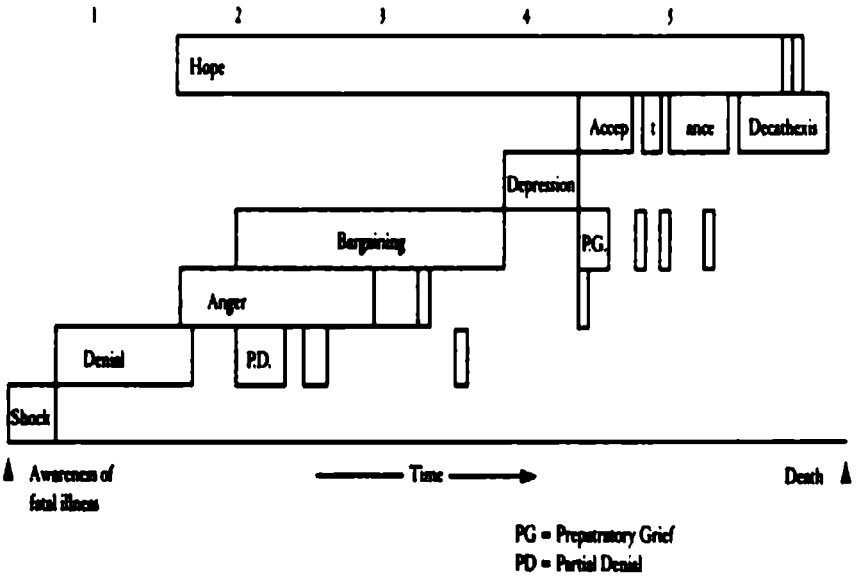 1 2 3 4 5
Hope
Accep t ance Decathexis
Depression
Bargaining P.G.
Anger
Denial P.D.
Shock
Awareness of Time Death
fatal illness
PG = Prepatratory Grief
PD = Partial Denial